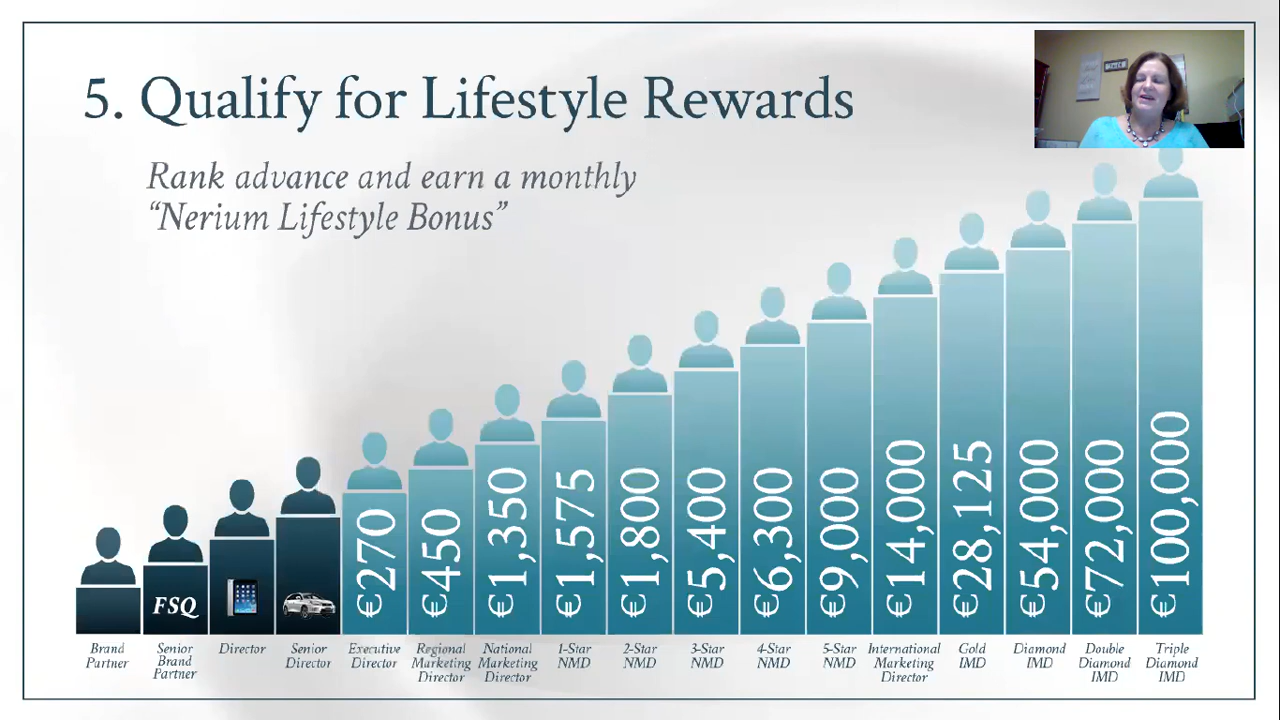 5. Qualify for Lifestyle Rewards
Rank advance and earn a monthly
“Nerium Lifestyle Bonus”
FSQ
€270
€450
€1,350
€1,575
€1,800
€5,400
€6,300
€9,000
€14,000
€28,125
€54,000
€72,000
€100,000
Brand
Partner
Senior
Brand
Partner
Director
Senior
Director
Executive
Director
Regional
Marketing
Director
National
Marketing
Director
1-Star
NMD
2-Star
NMD
3-Star
NMD
4-Star
NMD
5-Star
NMD
International
Marketing
Director
Gold
IMD
Diamond
IMD
Double
Diamond
IMD
Triple
Diamond
IMD